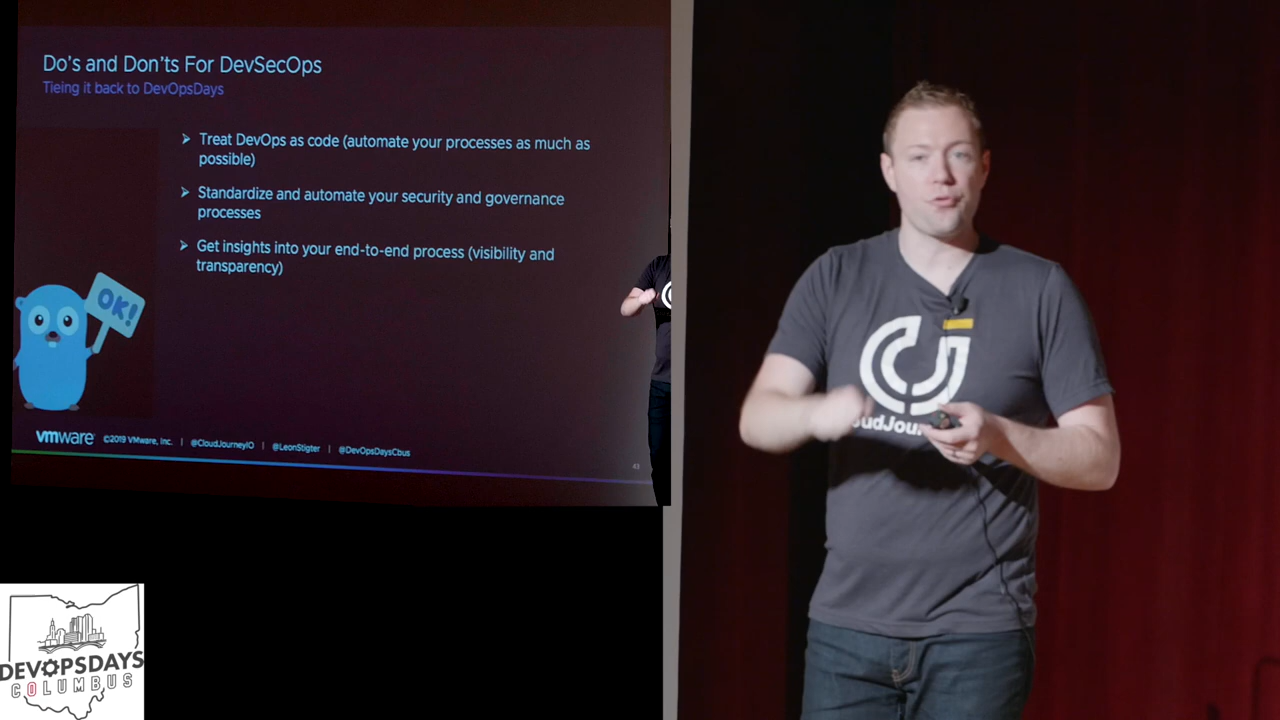 Do's and Don'ts For DevSecOps
Tieing it back to DevOpsDays
➤ Treat DevOps as code (automate your processes as much as
possible)
➤ Standardize and automate your security and governance
processes
➤ Get insights into your end-to-end process (visibility and
transparency)
OK!
vmware ©2019 VMware, Inc. | @CloudJourneyIO | @LeonStigter | @DevOpsDaysCbus
43
DEVOPSDAYS
COLUMBUS